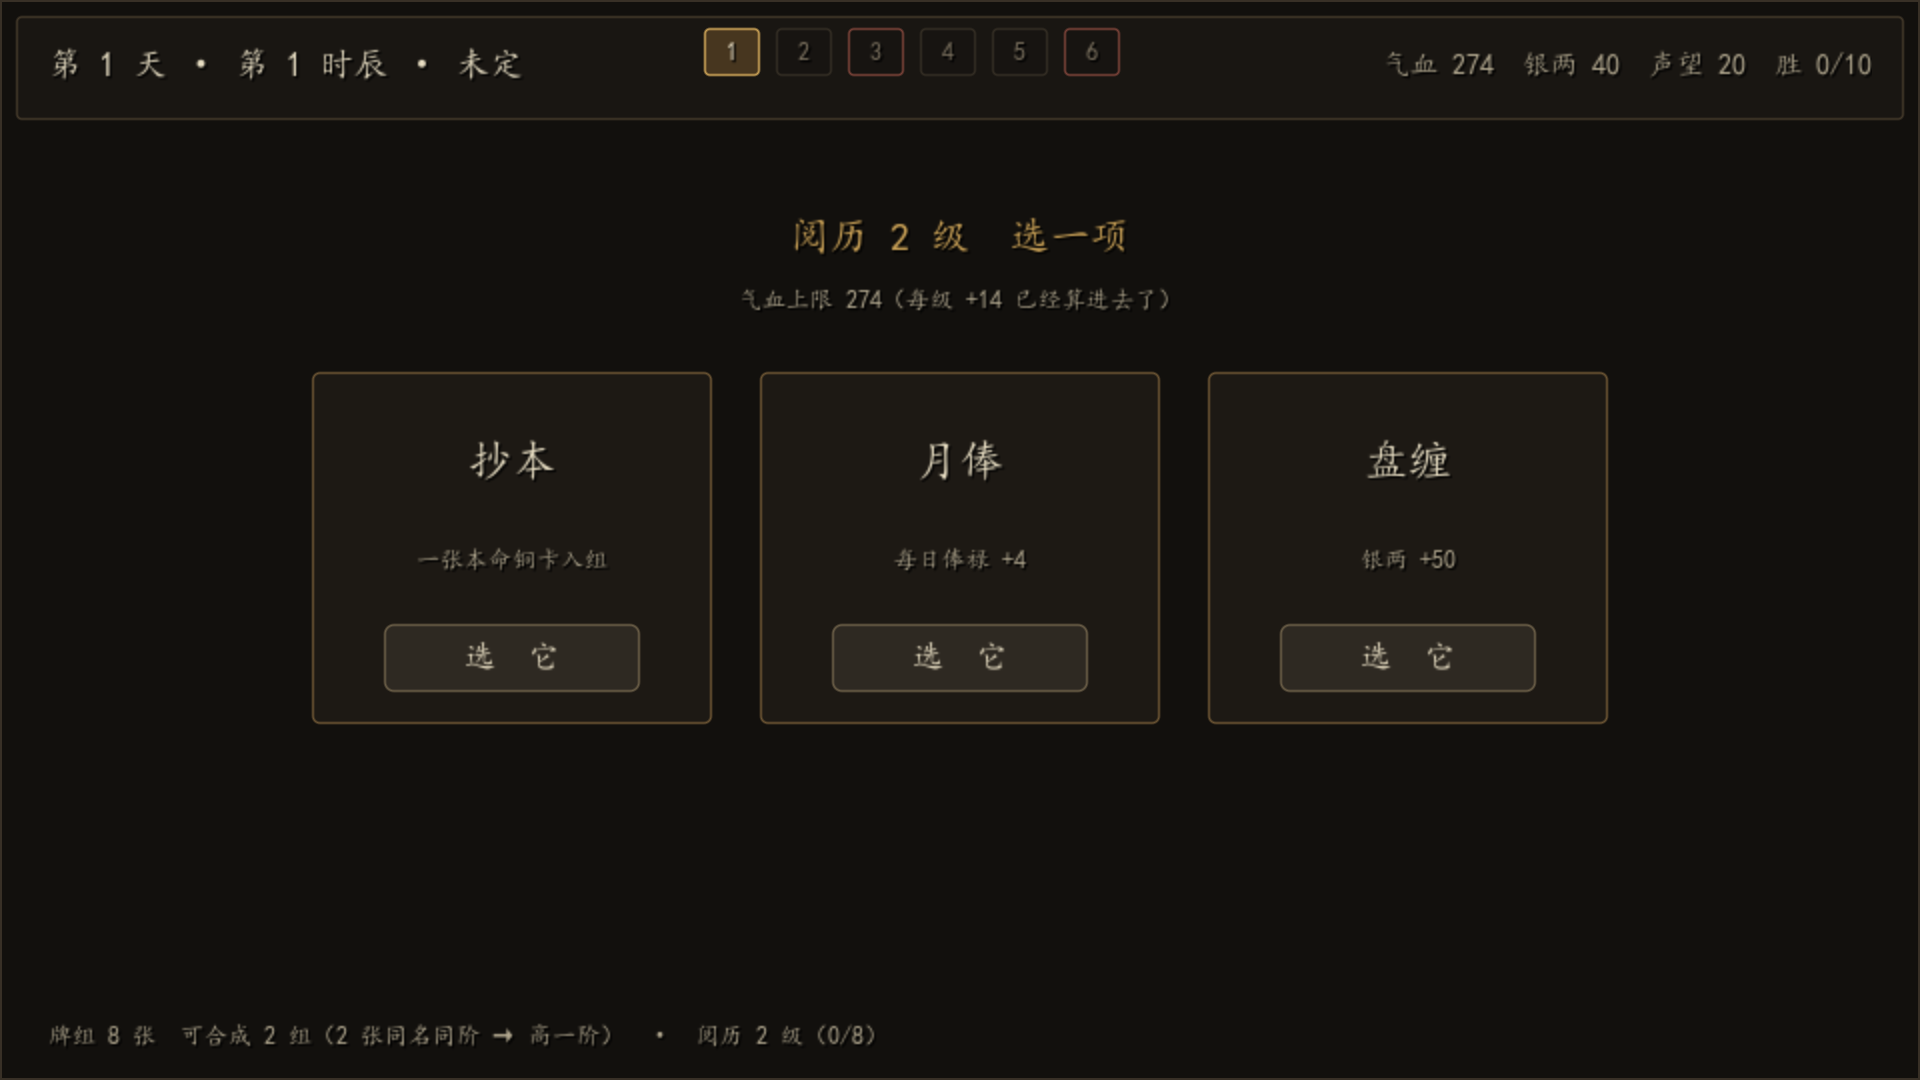 第 1 天 · 第 1 时辰 · 未定
1 2 3 4 5 6
气血 274 银两 40 声望 20 胜 0/10
阅历 2 级 选一项
气血上限 274（每级 +14 已经算进去了）
抄本
一张本命铜卡入组
选 它
月俸
每日俸禄 +4
选 它
盘缠
银两 +50
选 它
牌组 8 张 可合成 2 组（2 张同名同阶 → 高一阶） · 阅历 2 级（0/8）